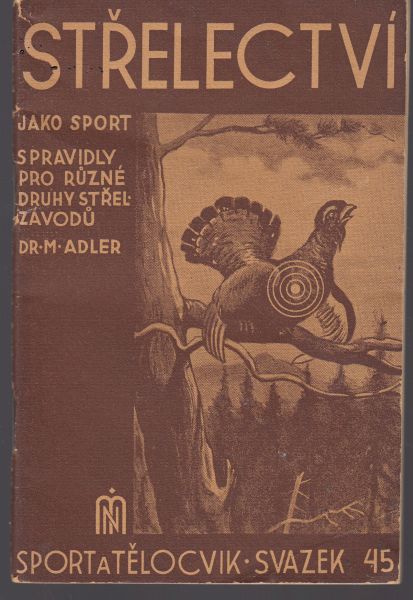 STŘELECTVÍ
JAKO SPORT
S PRAVIDLY
PRO RŮZNÉ
DRUHY STŘEL-
ZÁVODŮ
DR·M·ADLER
SPORT A TĚLOCVIK · SVAZEK 45